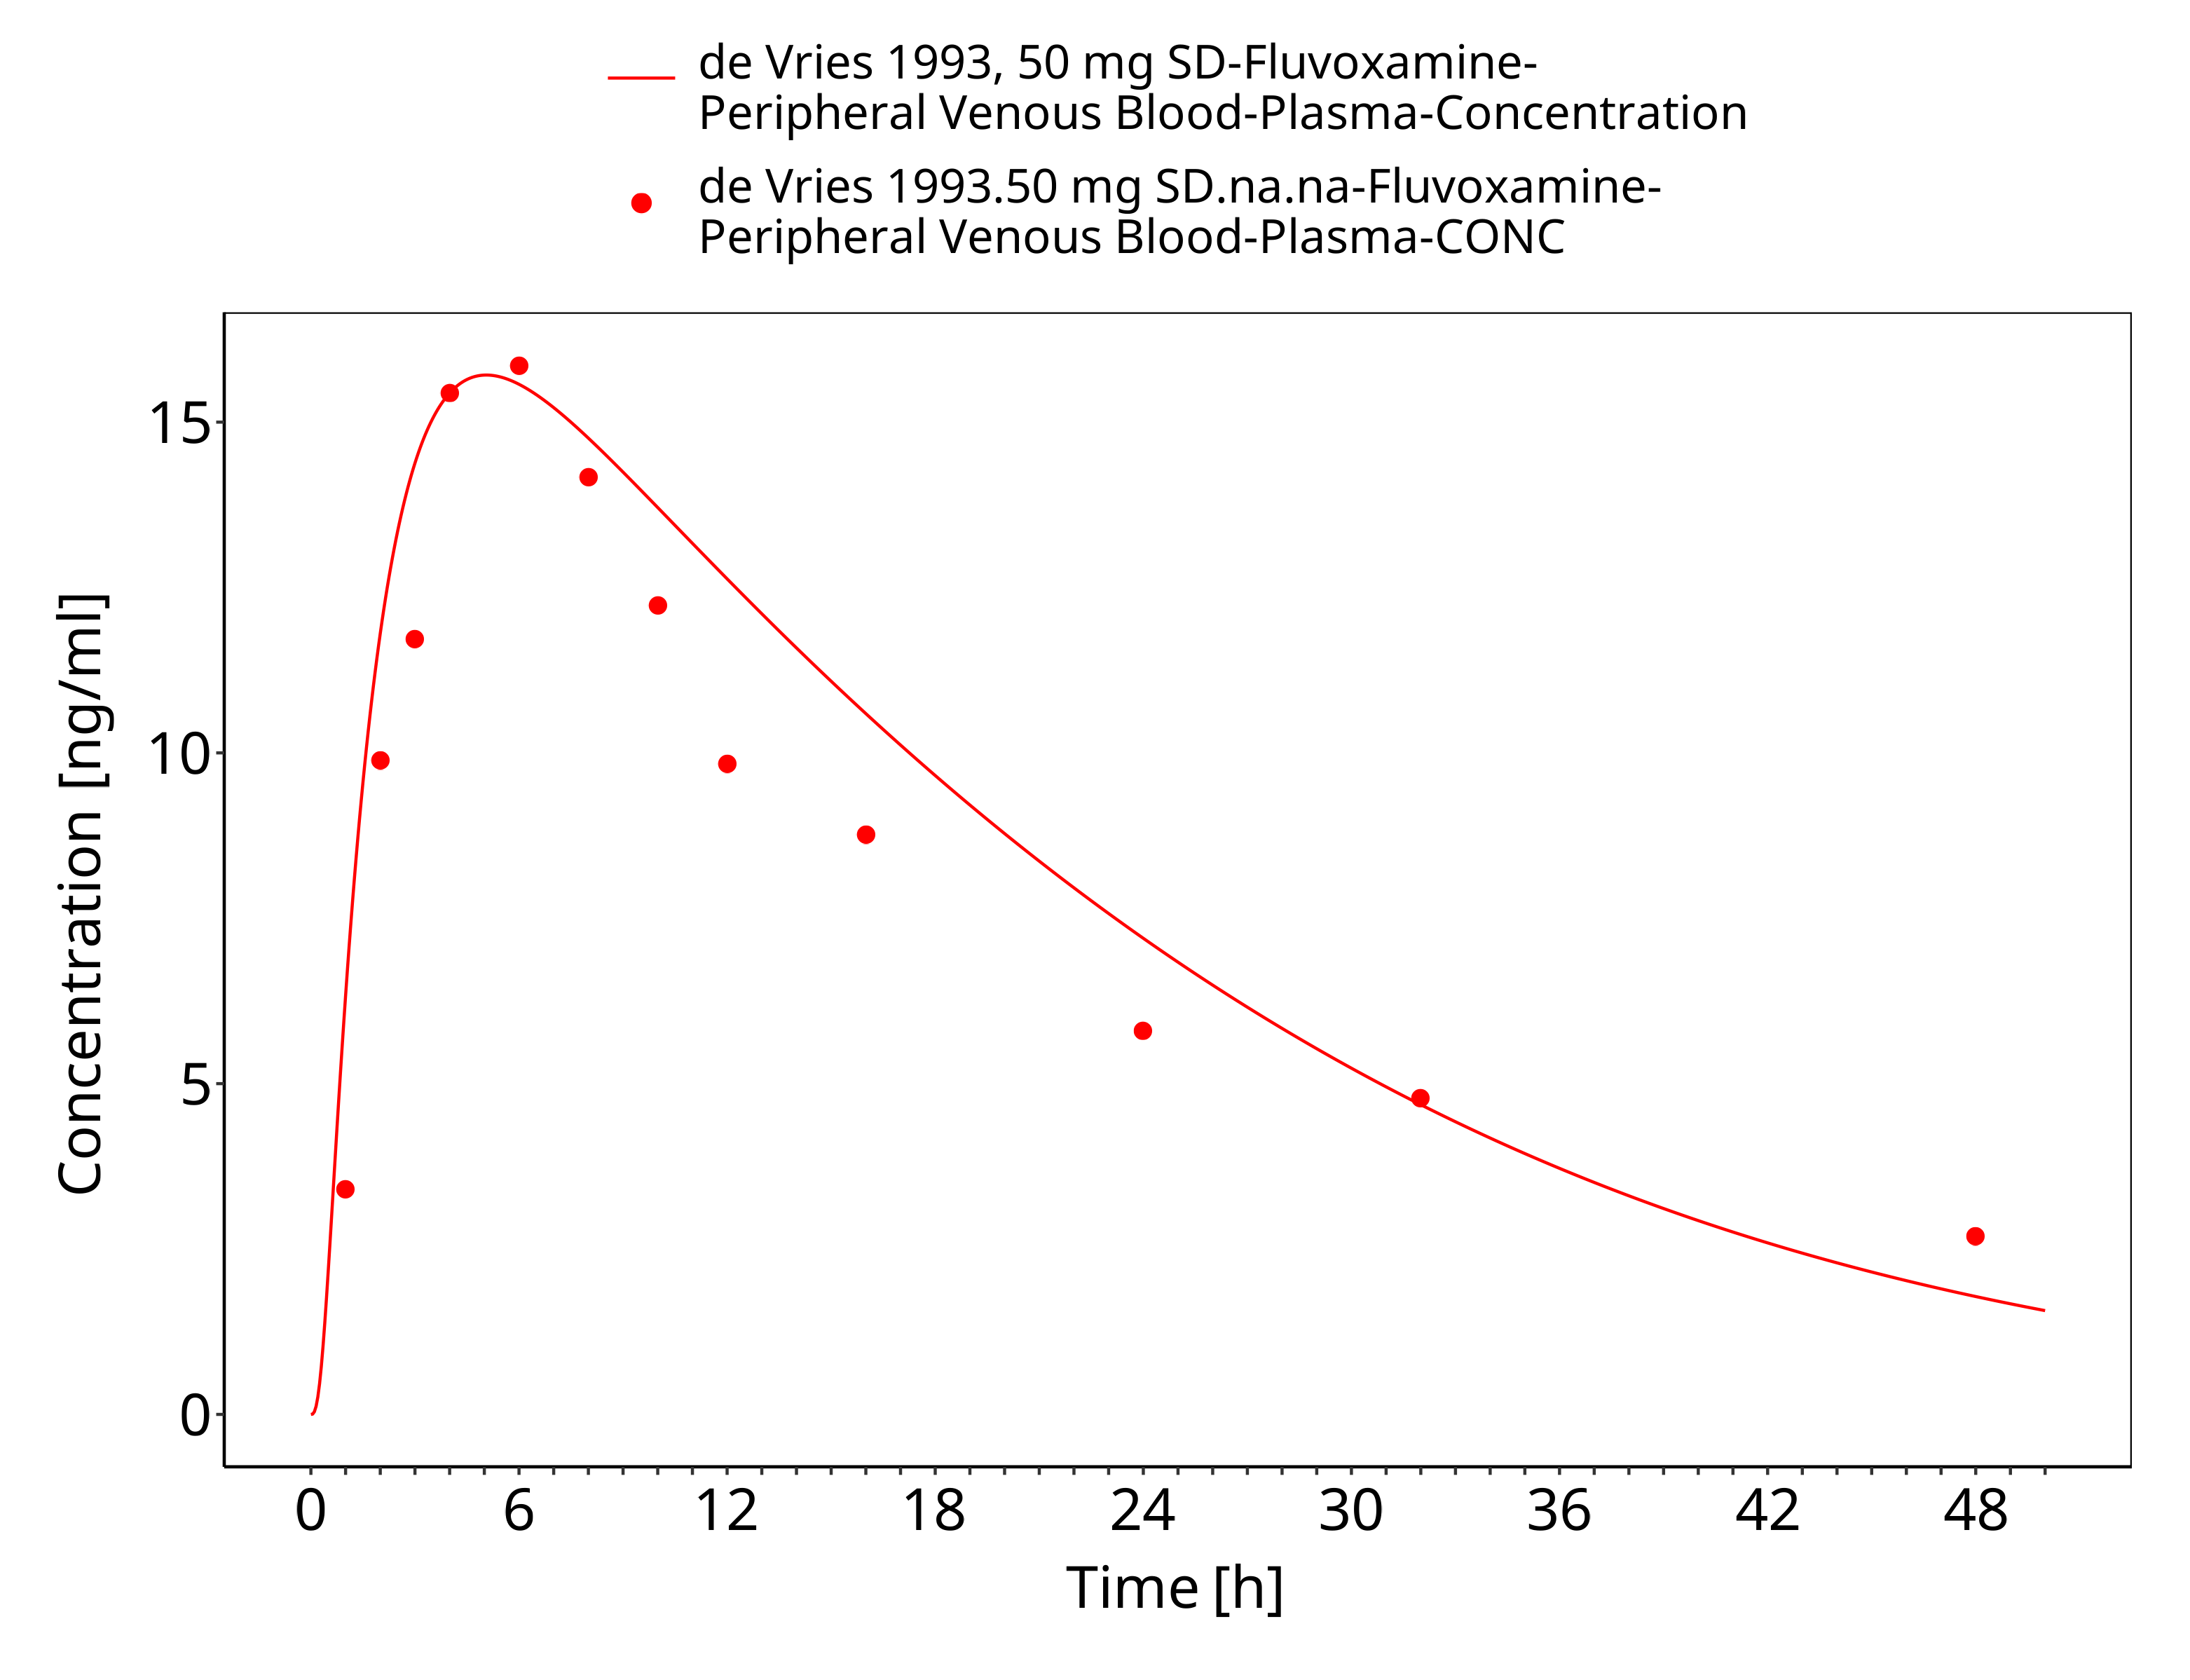 de Vries 1993, 50 mg SD-Fluvoxamine-
Peripheral Venous Blood-Plasma-Concentration
de Vries 1993.50 mg SD.na.na-Fluvoxamine-
Peripheral Venous Blood-Plasma-CONC
Concentration [ng/ml]
15
10
5
0
0 6 12 18 24 30 36 42 48
Time [h]